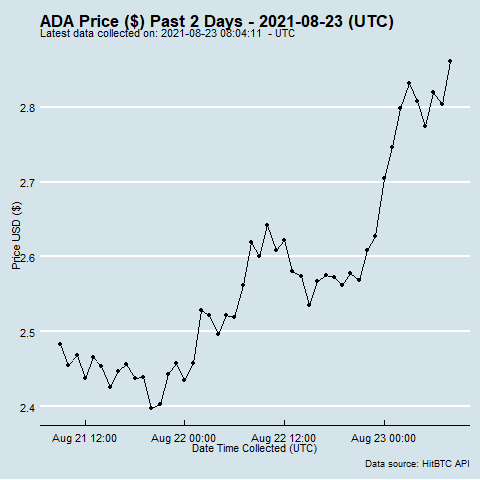 ADA Price ($) Past 2 Days - 2021-08-23 (UTC)
Latest data collected on: 2021-08-23 08:04:11  - UTC
Price USD ($)
2.8
2.7
2.6
2.5
2.4
Aug 21 12:00
Aug 22 00:00
Aug 22 12:00
Aug 23 00:00
Date Time Collected (UTC)
Data source: HitBTC API